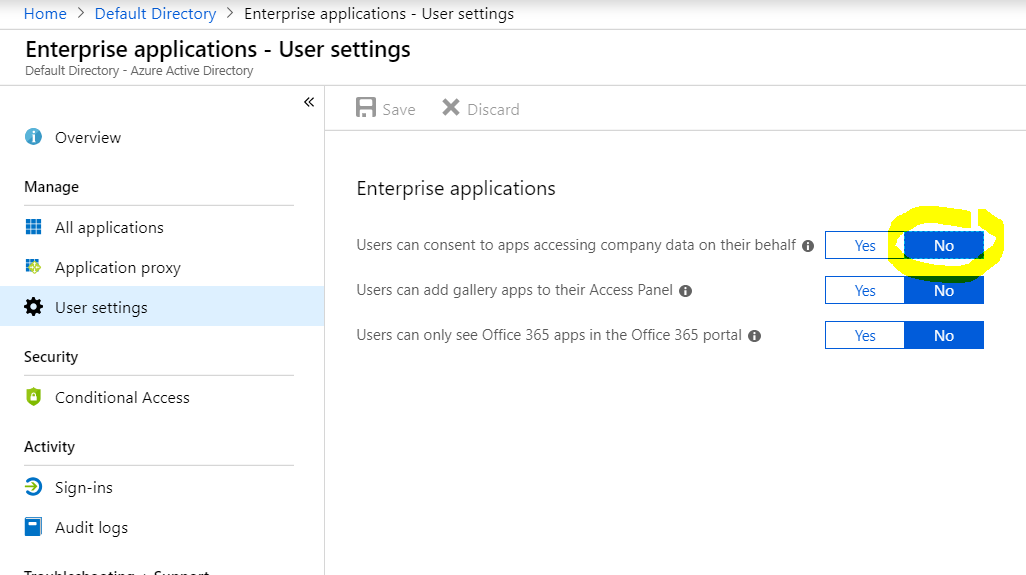 Home > Default Directory > Enterprise applications - User settings
Enterprise applications - User settings
Default Directory - Azure Active Directory
«
Save Discard
Overview
Manage
Enterprise applications
All applications
Users can consent to apps accessing company data on their behalf Yes No
Application proxy
Users can add gallery apps to their Access Panel Yes No
User settings
Users can only see Office 365 apps in the Office 365 portal Yes No
Security
Conditional Access
Activity
Sign-ins
Audit logs
Troubleshooting + Support